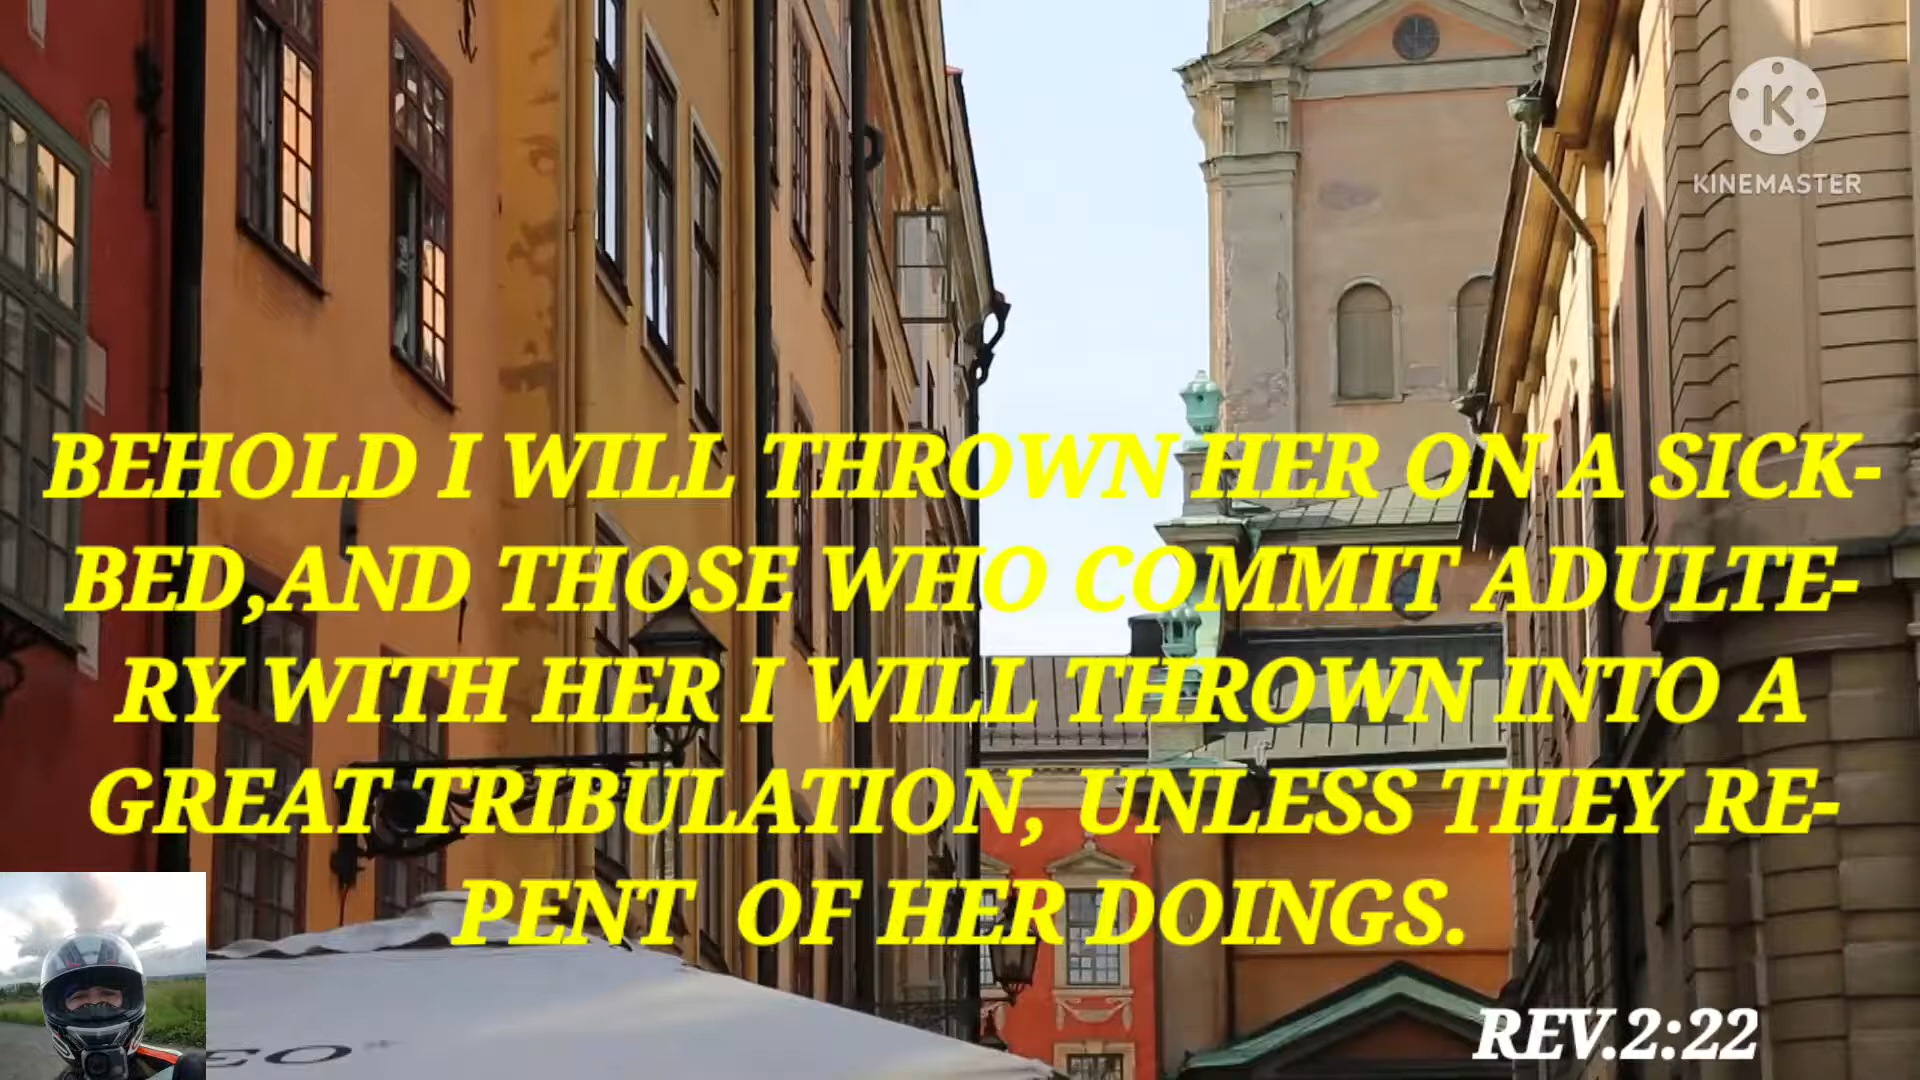 KINEMASTER
BEHOLD I WILL THROWN HER ON A SICK-
BED,AND THOSE WHO COMMIT ADULTE-
RY WITH HER I WILL THROWN INTO A
GREAT TRIBULATION, UNLESS THEY RE-
PENT OF HER DOINGS.
REV.2:22